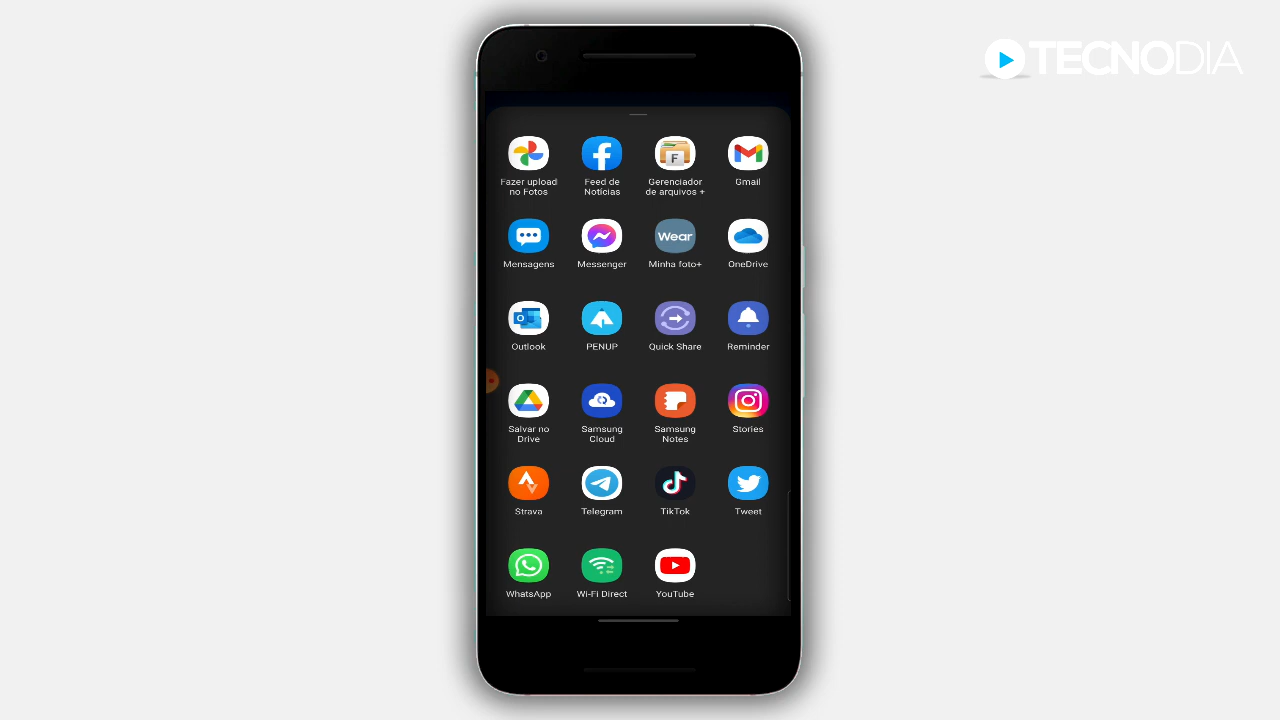 TECNODIA
Fazer upload
no Fotos
Feed de
Notícias
F
Gerenciador
de arquivos +
Gmail
Mensagens
Messenger
Wear
Minha foto+
OneDrive
O
Outlook
PENUP
Quick Share
Reminder
Salvar no
Drive
Samsung
Cloud
Samsung
Notes
Stories
Strava
Telegram
TikTok
Tweet
WhatsApp
Wi-Fi Direct
YouTube